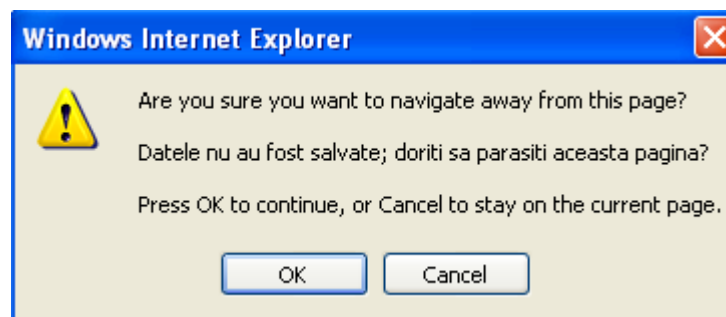 Windows Internet Explorer
Are you sure you want to navigate away from this page?
Datele nu au fost salvate; doriti sa parasiti aceasta pagina?
Press OK to continue, or Cancel to stay on the current page.
OK
Cancel